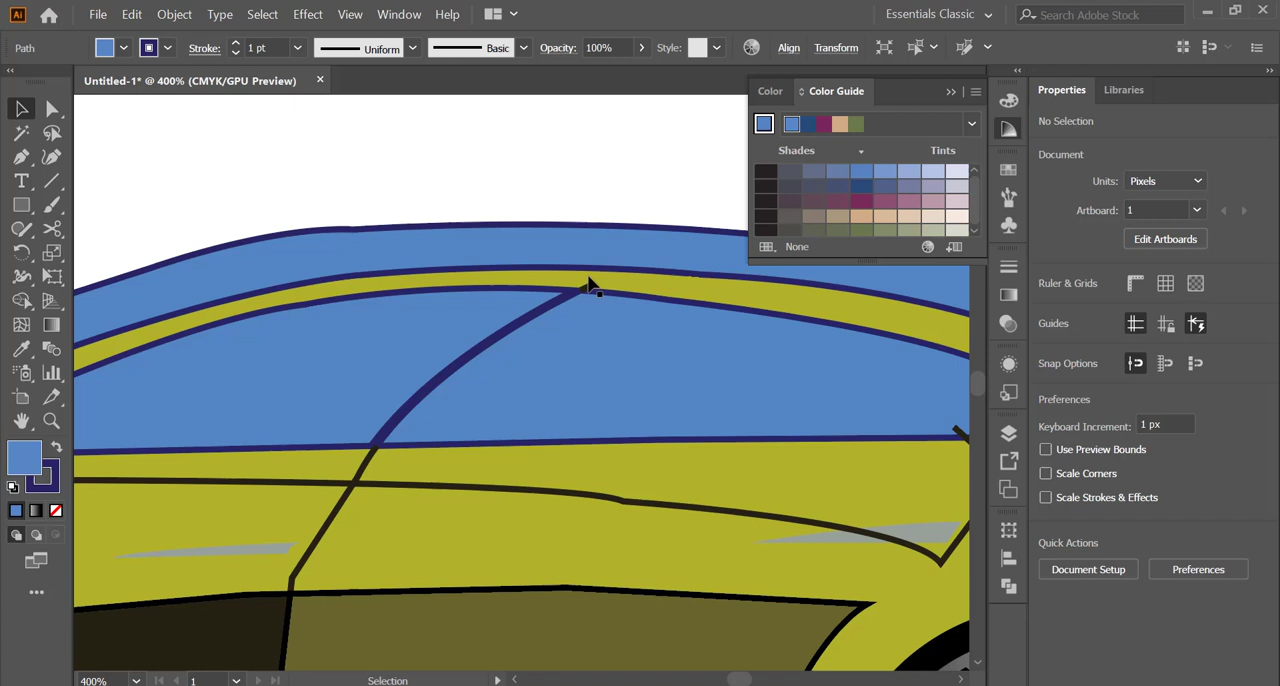 Ai File Edit Object Type Select Effect View Window Help Essentials Classic Search Adobe Stock
Path Stroke: 1 pt Uniform Basic Opacity: 100% Style: Align Transform
Untitled-1* @ 400% (CMYK/GPU Preview)
Color Color Guide
Shades Tints
None
Properties Libraries
No Selection
Document
Units: Pixels
Artboard: 1
Edit Artboards
Ruler & Grids
Guides
Snap Options
Preferences
Keyboard Increment: 1 px
Use Preview Bounds
Scale Corners
Scale Strokes & Effects
Quick Actions
Document Setup Preferences
400% 1 Selection